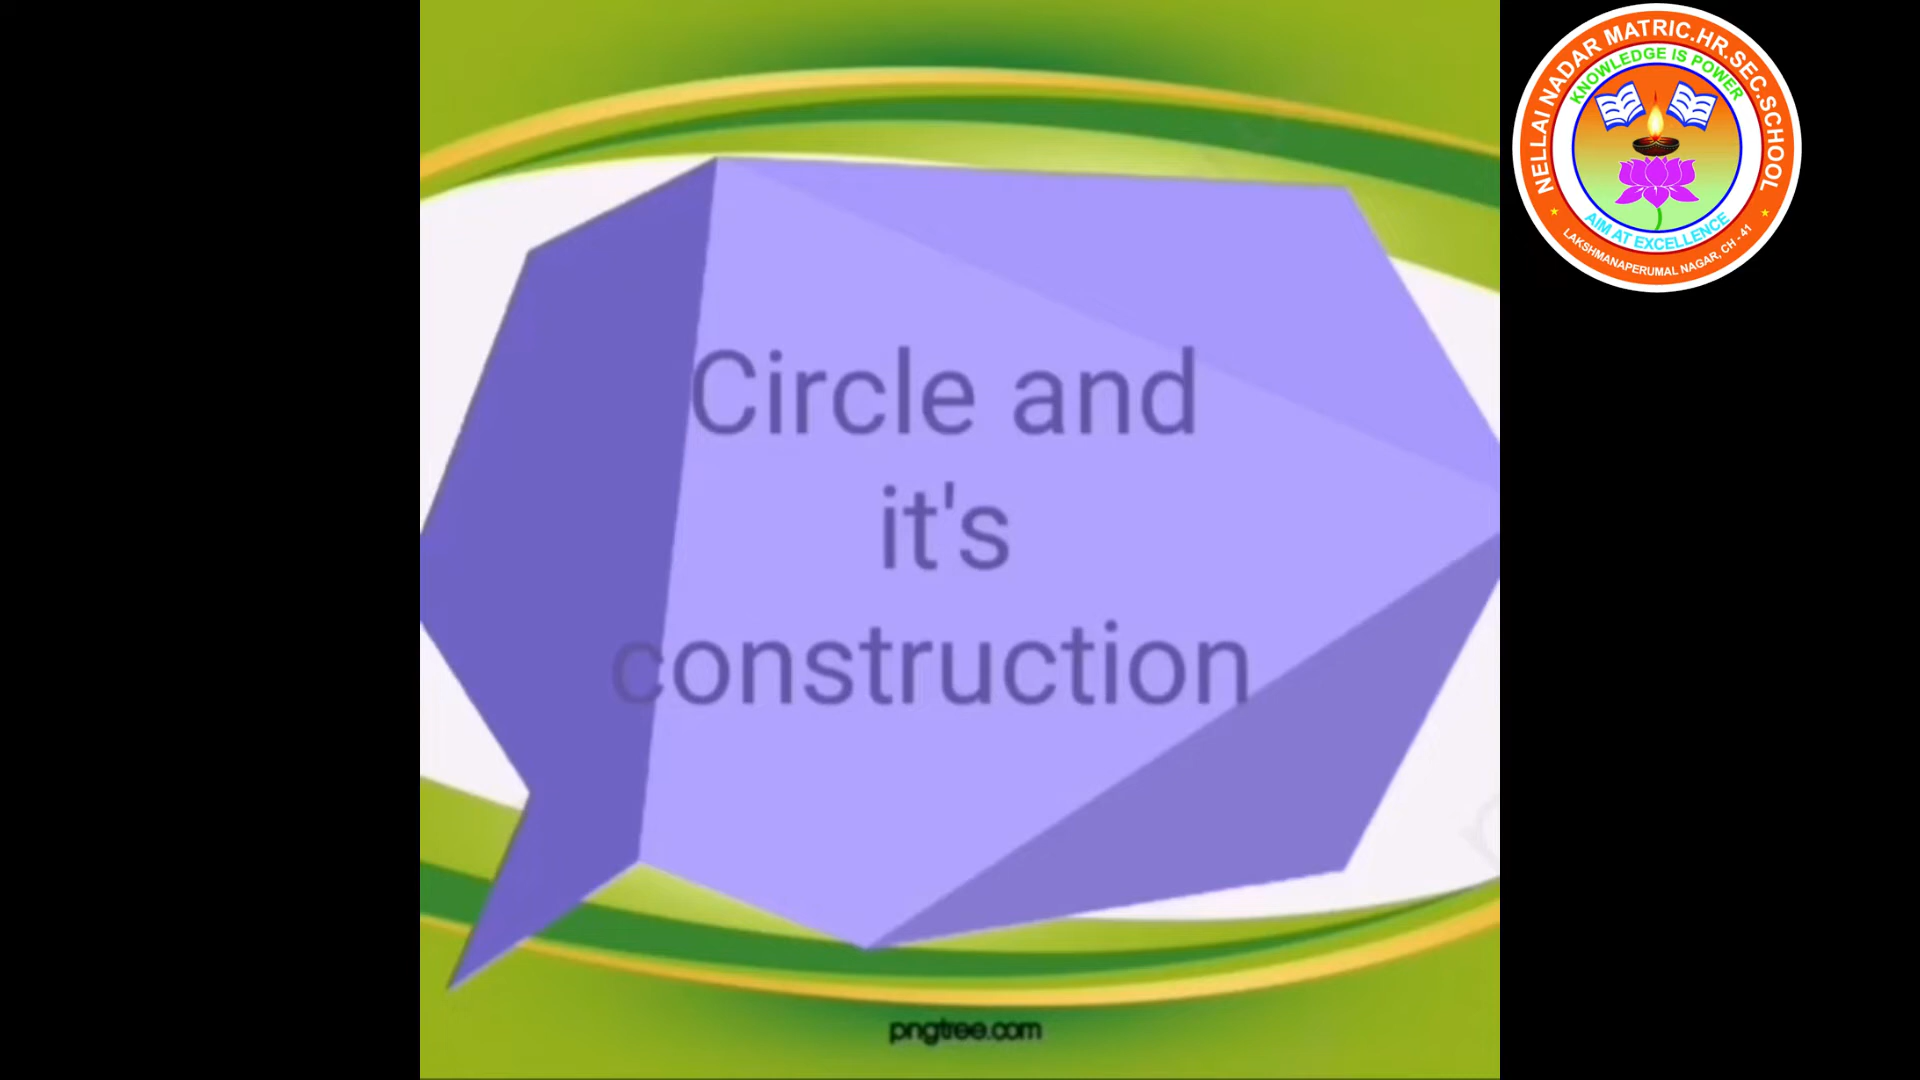 NELLAI NADAR MATRIC.HR.SEC.SCHOOL
KNOWLEDGE IS POWER
AIM AT EXCELLENCE
LAKSHMANAPERUMAL NAGAR, CH - 41
Circle and
it's
construction
pngtree.com